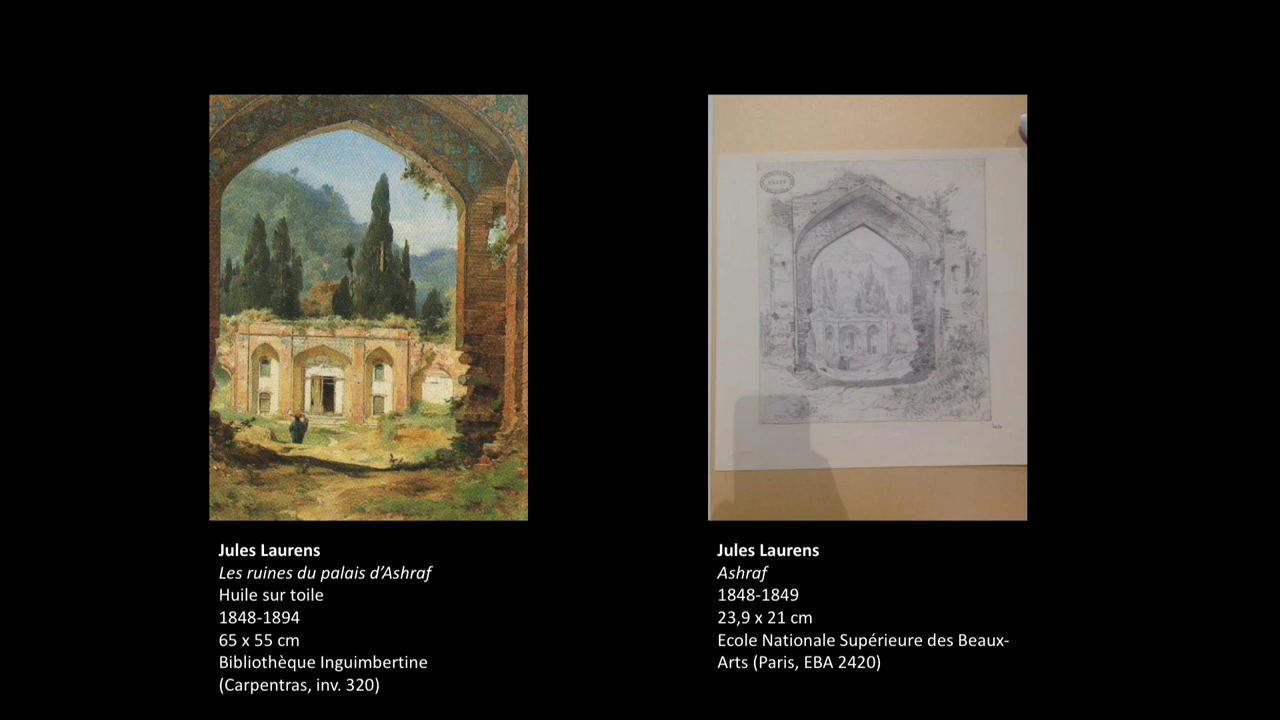 Jules Laurens
Les ruines du palais d’Ashraf
Huile sur toile
1848-1894
65 x 55 cm
Bibliothèque Inguimbertine
(Carpentras, inv. 320)
Jules Laurens
Ashraf
1848-1849
23,9 x 21 cm
Ecole Nationale Supérieure des Beaux-
Arts (Paris, EBA 2420)